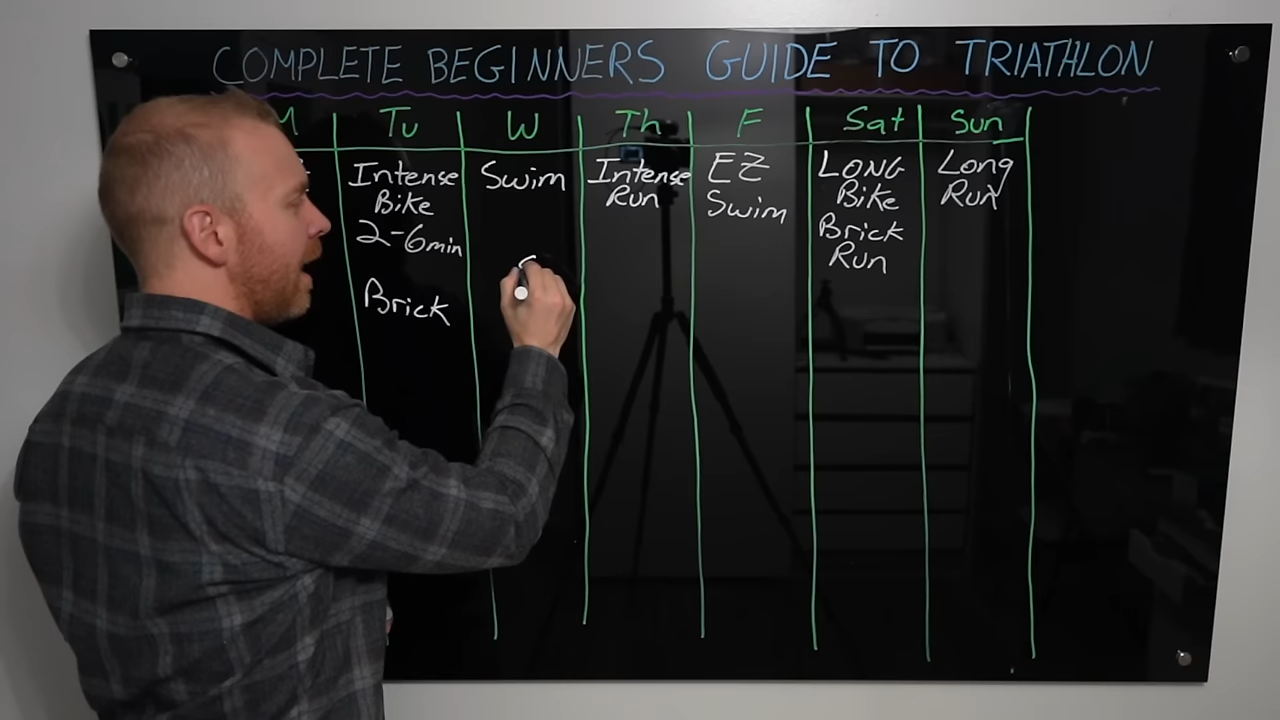 COMPLETE BEGINNERS GUIDE TO TRIATHLON
Tu
W
Th
F
Sat
Sun
Intense
Bike
2-6min
Brick
Swim
Intense
Run
EZ
Swim
LONG
Bike
Brick
Run
Long
Run